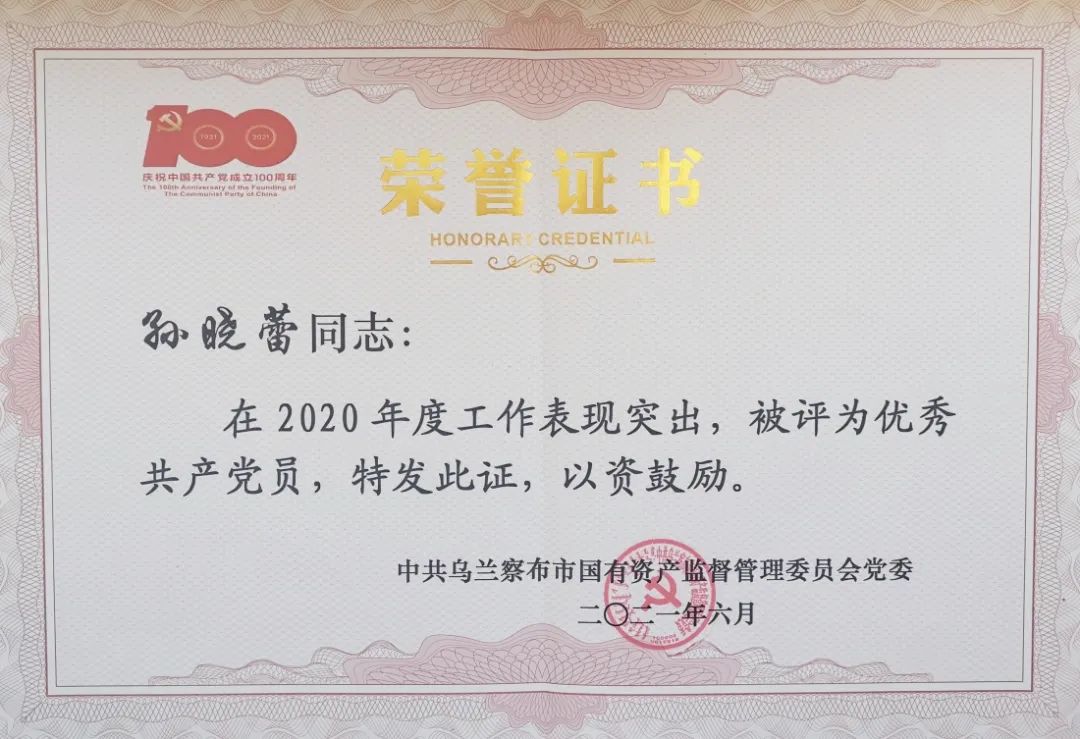 1921
2021
庆祝中国共产党成立100周年
The 100th Anniversary of the Founding of
The Communist Party of China
荣誉证书
HONORARY CREDENTIAL
孙晓蕾同志：
在2020年度工作表现突出，被评为优秀
共产党员，特发此证，以资鼓励。
中共乌兰察布市国有资产监督管理委员会党委
二〇二一年六月